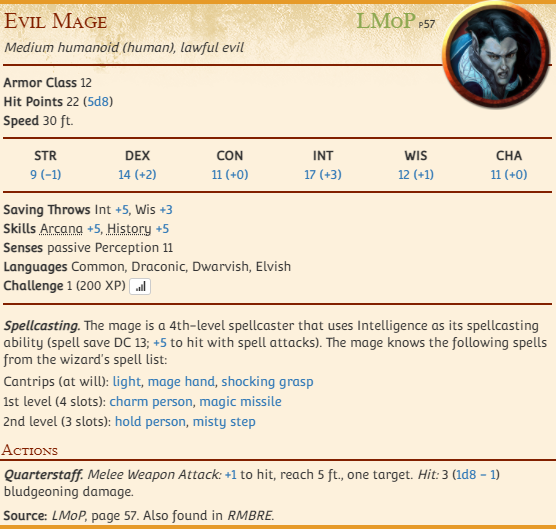 Evil Mage LMoP p57
Medium humanoid (human), lawful evil
Armor Class 12
Hit Points 22 (5d8)
Speed 30 ft.
STR DEX CON INT WIS CHA
9 (−1) 14 (+2) 11 (+0) 17 (+3) 12 (+1) 11 (+0)
Saving Throws Int +5, Wis +3
Skills Arcana +5, History +5
Senses passive Perception 11
Languages Common, Draconic, Dwarvish, Elvish
Challenge 1 (200 XP)
Spellcasting. The mage is a 4th-level spellcaster that uses Intelligence as its spellcasting
ability (spell save DC 13; +5 to hit with spell attacks). The mage knows the following spells
from the wizard's spell list:
Cantrips (at will): light, mage hand, shocking grasp
1st level (4 slots): charm person, magic missile
2nd level (3 slots): hold person, misty step
Actions
Quarterstaff. Melee Weapon Attack: +1 to hit, reach 5 ft., one target. Hit: 3 (1d8 − 1)
bludgeoning damage.
Source: LMoP, page 57. Also found in RMBRE.